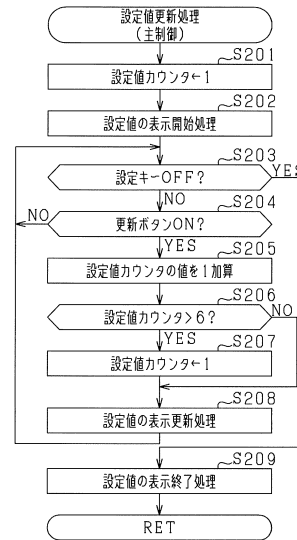 設定値更新処理
(主制御)
S201
設定値カウンタ←1
S202
設定値の表示開始処理
S203
設定キーOFF?
YES
NO
S204
更新ボタンON?
NO
YES
S205
設定値カウンタの値を1加算
S206
設定値カウンタ>6?
NO
YES
S207
設定値カウンタ←1
S208
設定値の表示更新処理
S209
設定値の表示終了処理
RET